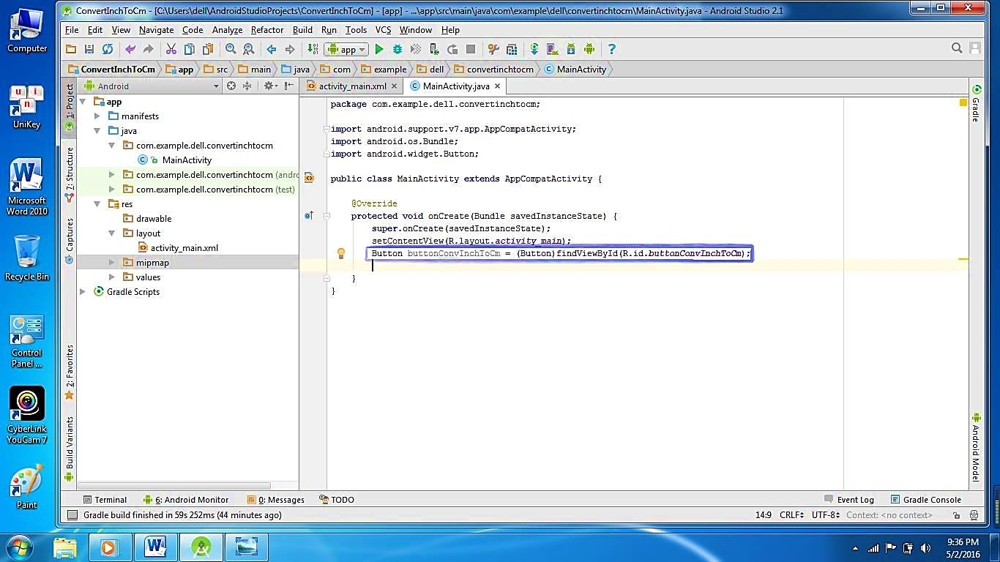 ConvertInchToCm - [C:\Users\dell\AndroidStudioProjects\ConvertInchToCm] - [app] - ...\app\src\main\java\com\example\dell\convertinchtocm\MainActivity.java - Android Studio 2.1
File Edit View Navigate Code Analyze Refactor Build Run Tools VCS Window Help
app
ConvertInchToCm app src main java com example dell convertinchtocm MainActivity
Android
activity_main.xml MainActivity.java
app
manifests
java
com.example.dell.convertinchtocm
MainActivity
com.example.dell.convertinchtocm (andro
com.example.dell.convertinchtocm (test)
res
drawable
layout
activity_main.xml
mipmap
values
Gradle Scripts
package com.example.dell.convertinchtocm;
import android.support.v7.app.AppCompatActivity;
import android.os.Bundle;
import android.widget.Button;
public class MainActivity extends AppCompatActivity {
@Override
protected void onCreate(Bundle savedInstanceState) {
super.onCreate(savedInstanceState);
setContentView(R.layout.activity_main);
Button buttonConvInchToCm = (Button)findViewById(R.id.buttonConvInchToCm);
}
}
1: Project
7: Structure
Captures
2: Favorites
Build Variants
Gradle
Android Model
Computer
UniKey
Microsoft
Word 2010
Recycle Bin
Control
Panel ...
CyberLink
YouCam 7
Paint
Terminal 6: Android Monitor 0: Messages TODO Event Log Gradle Console
Gradle build finished in 59s 252ms (44 minutes ago) 14:9 CRLF UTF-8 Context: <no context>
9:36 PM
5/2/2016